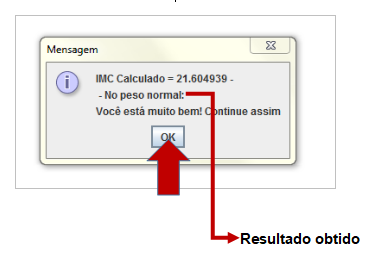 Mensagem
IMC Calculado = 21.604939 -
- No peso normal:
Você está muito bem! Continue assim
OK
Resultado obtido